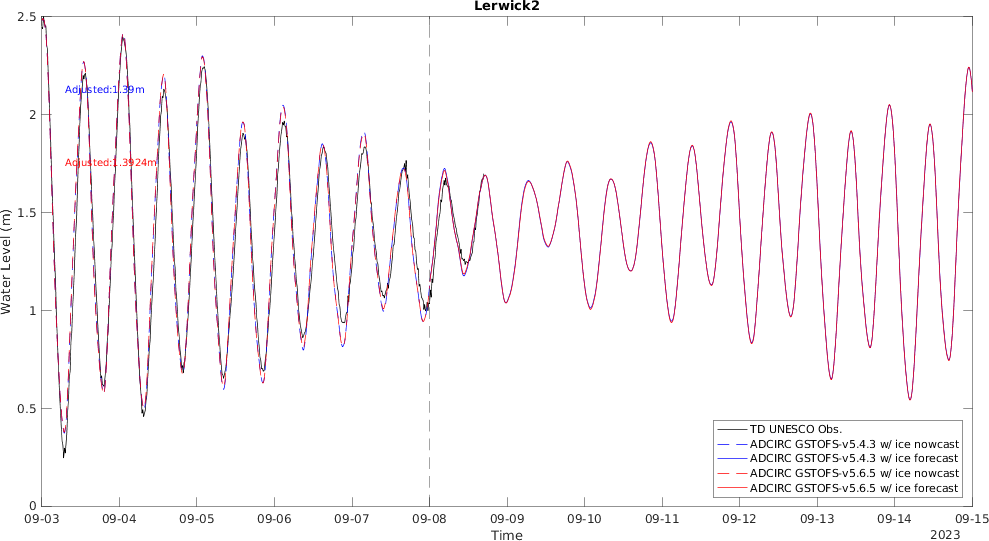 Lerwick2
2.5
2
1.5
1
0.5
0
Water Level (m)
Adjusted:1.39m
Adjusted:1.3924m
TD UNESCO Obs.
ADCIRC GSTOFS-v5.4.3 w/ ice nowcast
ADCIRC GSTOFS-v5.4.3 w/ ice forecast
ADCIRC GSTOFS-v5.6.5 w/ ice nowcast
ADCIRC GSTOFS-v5.6.5 w/ ice forecast
09-03 09-04 09-05 09-06 09-07 09-08 09-09 09-10 09-11 09-12 09-13 09-14 09-15
Time
2023